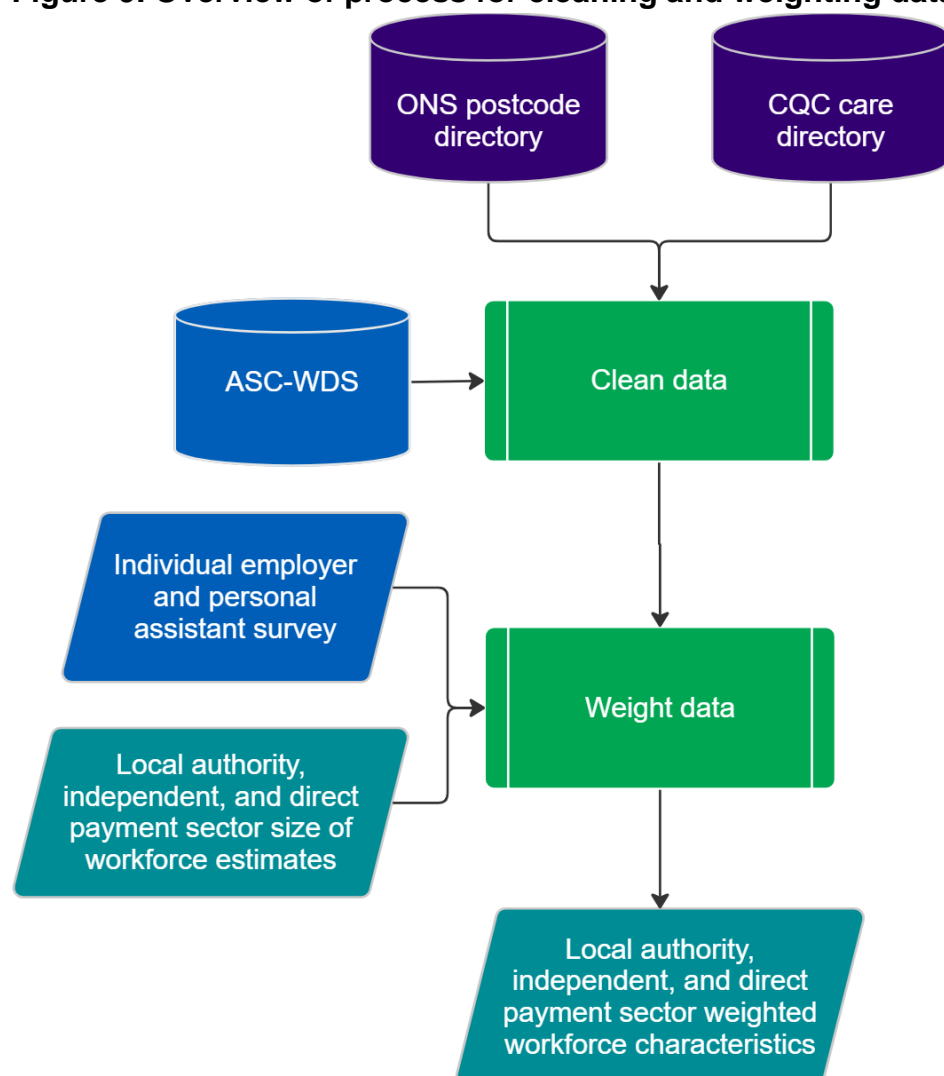 ONS postcode
directory
CQC care
directory
ASC-WDS
Clean data
Individual employer
and personal
assistant survey
Weight data
Local authority,
independent, and direct
payment sector size of
workforce estimates
Local authority,
independent, and direct
payment sector weighted
workforce characteristics